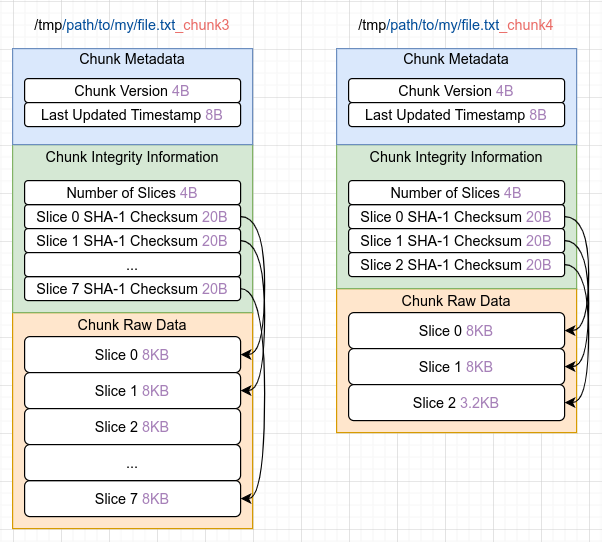 /tmp/path/to/my/file.txt_chunk3
Chunk Metadata
Chunk Version 4B
Last Updated Timestamp 8B
Chunk Integrity Information
Number of Slices 4B
Slice 0 SHA-1 Checksum 20B
Slice 1 SHA-1 Checksum 20B
...
Slice 7 SHA-1 Checksum 20B
Chunk Raw Data
Slice 0 8KB
Slice 1 8KB
Slice 2 8KB
...
Slice 7 8KB
/tmp/path/to/my/file.txt_chunk4
Chunk Metadata
Chunk Version 4B
Last Updated Timestamp 8B
Chunk Integrity Information
Number of Slices 4B
Slice 0 SHA-1 Checksum 20B
Slice 1 SHA-1 Checksum 20B
Slice 2 SHA-1 Checksum 20B
Chunk Raw Data
Slice 0 8KB
Slice 1 8KB
Slice 2 3.2KB